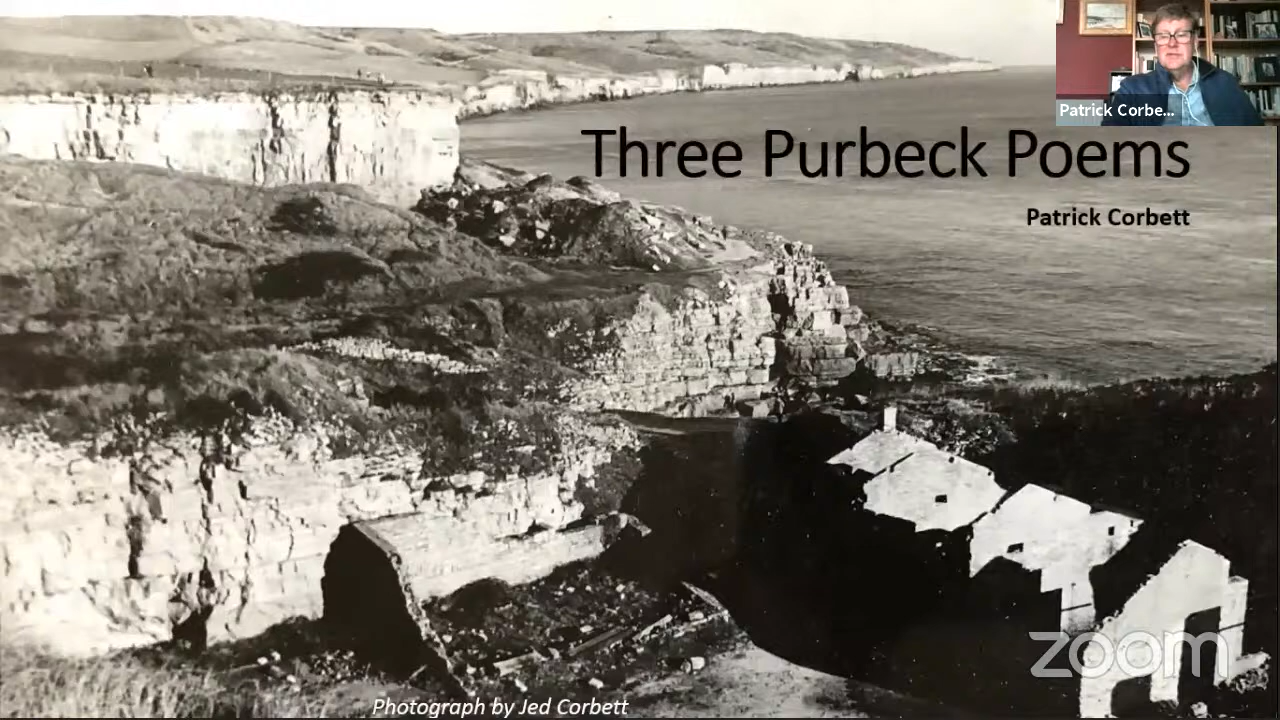 Patrick Corbe...
Three Purbeck Poems
Patrick Corbett
zoom
Photograph by Jed Corbett